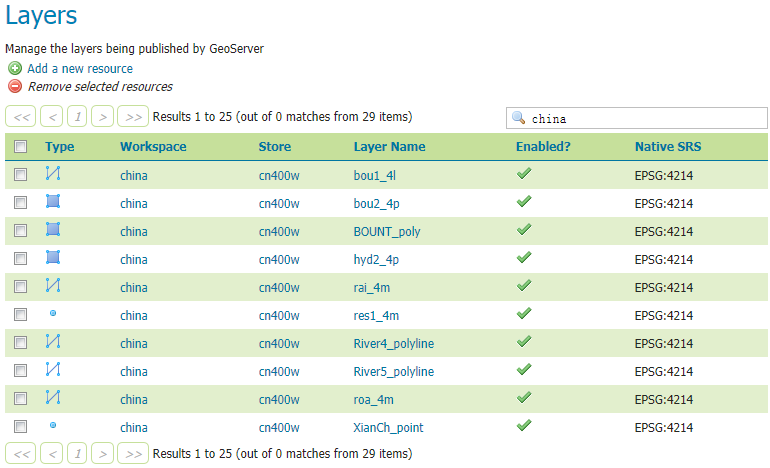 Layers
Manage the layers being published by GeoServer
Add a new resource
Remove selected resources
<< < 1 > >> Results 1 to 25 (out of 0 matches from 29 items) china
Type Workspace Store Layer Name Enabled? Native SRS
china cn400w bou1_4l EPSG:4214
china cn400w bou2_4p EPSG:4214
china cn400w BOUNT_poly EPSG:4214
china cn400w hyd2_4p EPSG:4214
china cn400w rai_4m EPSG:4214
china cn400w res1_4m EPSG:4214
china cn400w River4_polyline EPSG:4214
china cn400w River5_polyline EPSG:4214
china cn400w roa_4m EPSG:4214
china cn400w XianCh_point EPSG:4214
<< < 1 > >> Results 1 to 25 (out of 0 matches from 29 items)